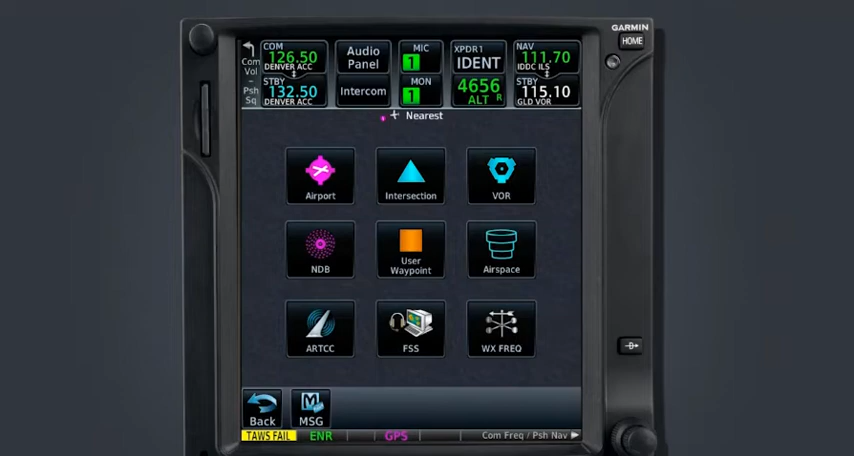 GARMIN
HOME
Com
Vol
–
Psh
Sq
COM
126.50
DENVER ACC
STBY
132.50
DENVER ACC
Audio
Panel
Intercom
MIC
1
MON
1
XPDR1
IDENT
4656
ALT R
NAV
111.70
IDDC ILS
STBY
115.10
GLD VOR
Nearest
Airport
Intersection
VOR
NDB
User
Waypoint
Airspace
ARTCC
FSS
WX FREQ
Back
MSG
TAWS FAIL
ENR
GPS
Com Freq / Psh Nav